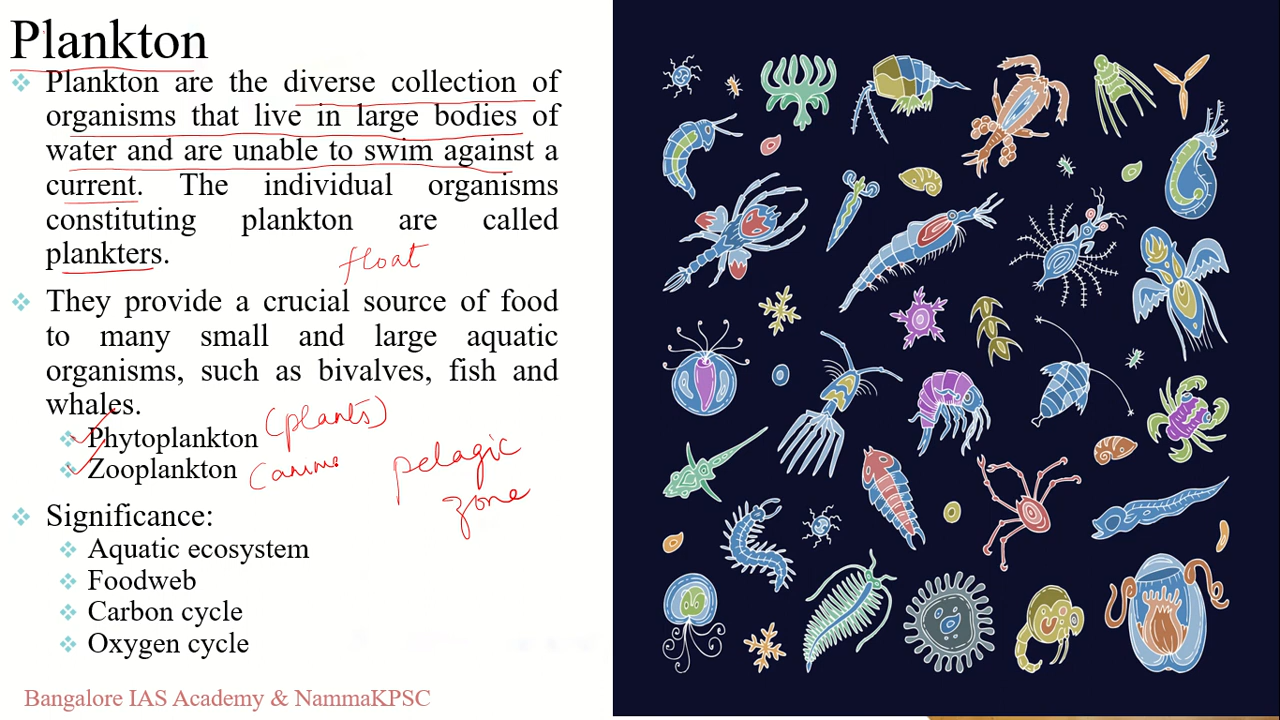 Plankton
Plankton are the diverse collection of
organisms that live in large bodies of
water and are unable to swim against a
current. The individual organisms
constituting plankton are called
plankters.
float
They provide a crucial source of food
to many small and large aquatic
organisms, such as bivalves, fish and
whales.
Phytoplankton (plants)
Zooplankton (anim
pelagic
zone
Significance:
Aquatic ecosystem
Foodweb
Carbon cycle
Oxygen cycle
Bangalore IAS Academy & NammaKPSC